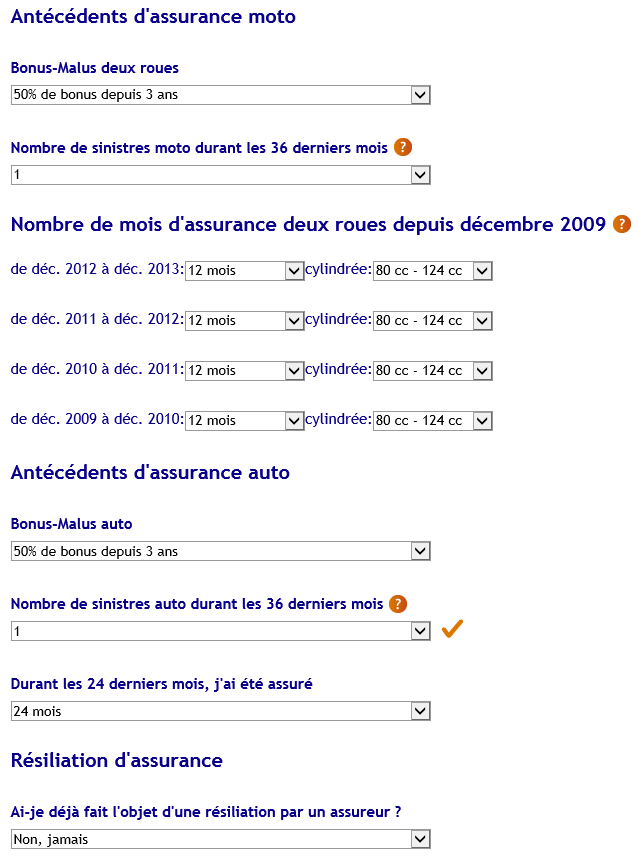 Antécédents d'assurance moto
Bonus-Malus deux roues
50% de bonus depuis 3 ans
Nombre de sinistres moto durant les 36 derniers mois ?
1
Nombre de mois d'assurance deux roues depuis décembre 2009 ?
de déc. 2012 à déc. 2013: 12 mois cylindrée: 80 cc - 124 cc
de déc. 2011 à déc. 2012: 12 mois cylindrée: 80 cc - 124 cc
de déc. 2010 à déc. 2011: 12 mois cylindrée: 80 cc - 124 cc
de déc. 2009 à déc. 2010: 12 mois cylindrée: 80 cc - 124 cc
Antécédents d'assurance auto
Bonus-Malus auto
50% de bonus depuis 3 ans
Nombre de sinistres auto durant les 36 derniers mois ?
1
Durant les 24 derniers mois, j'ai été assuré
24 mois
Résiliation d'assurance
Ai-je déjà fait l'objet d'une résiliation par un assureur ?
Non, jamais